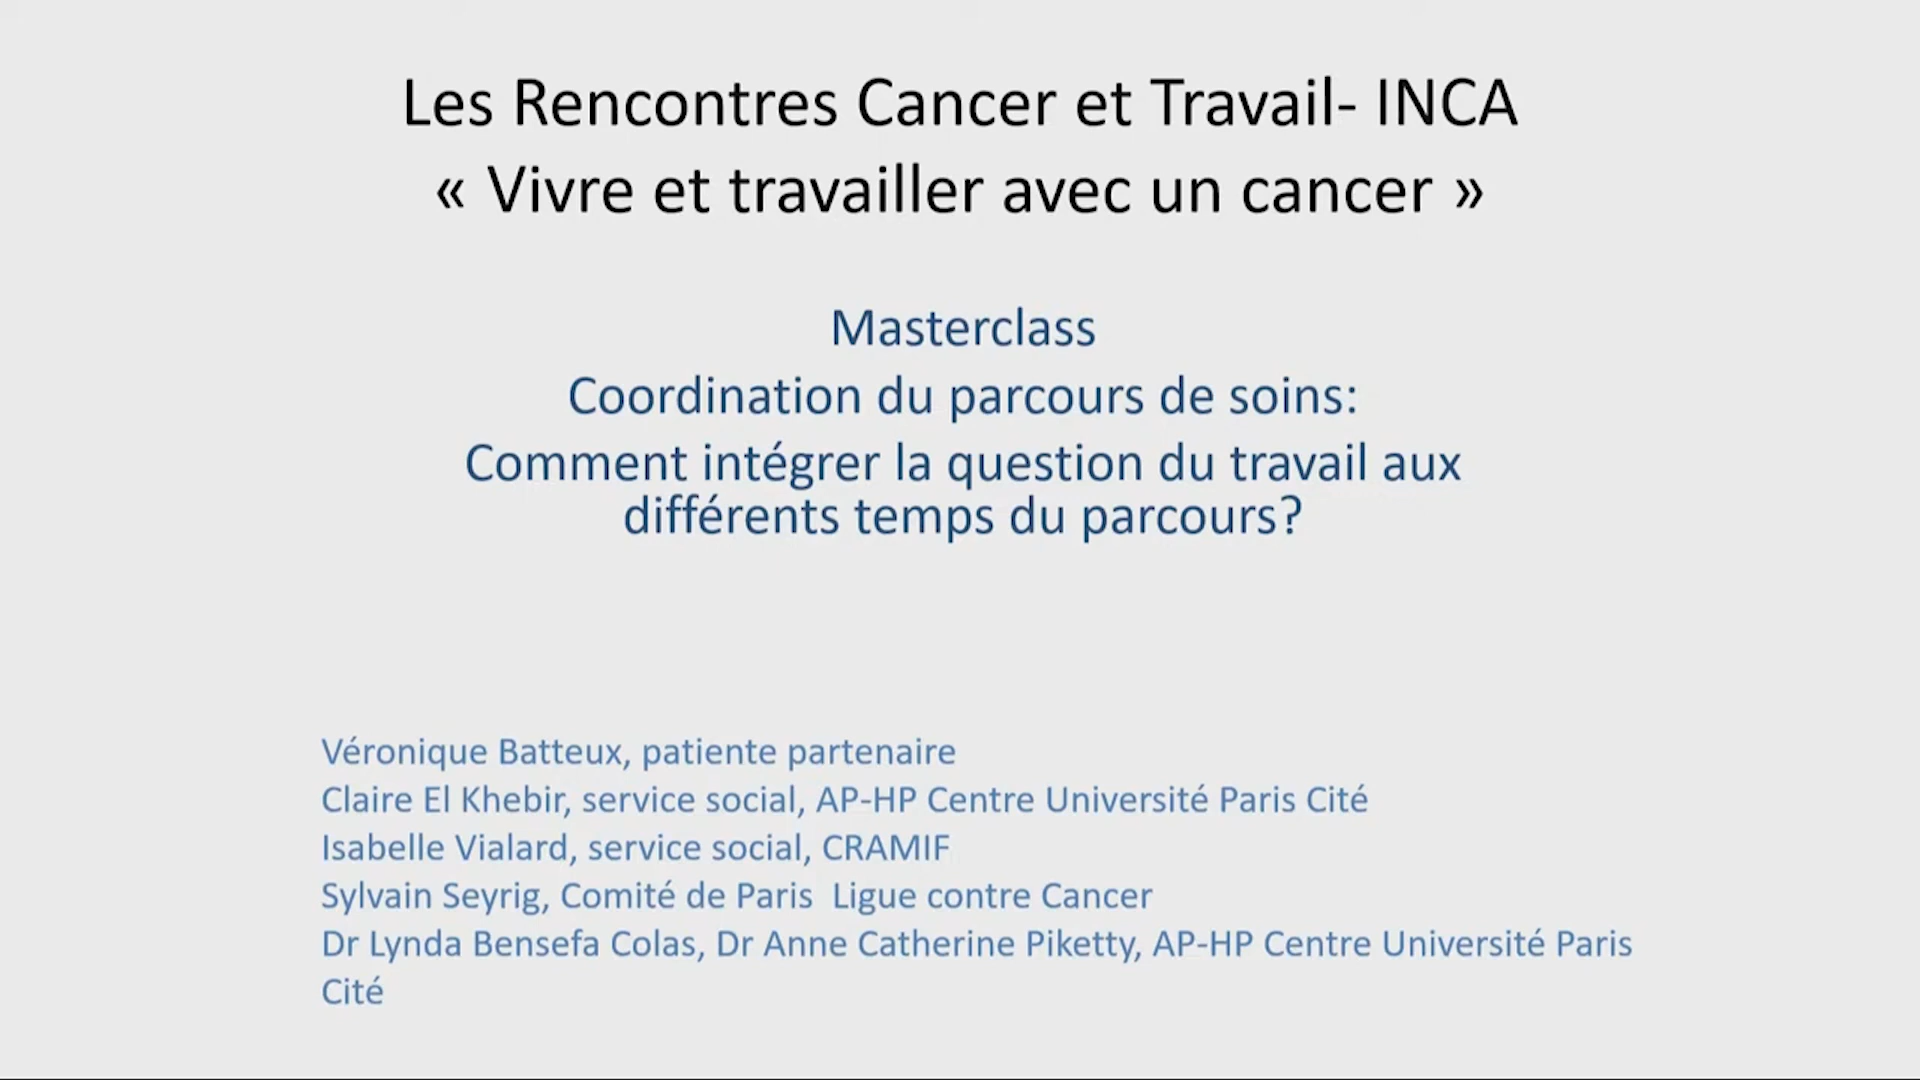 Les Rencontres Cancer et Travail- INCA
« Vivre et travailler avec un cancer »
Masterclass
Coordination du parcours de soins:
Comment intégrer la question du travail aux
différents temps du parcours?
Véronique Batteux, patiente partenaire
Claire El Khebir, service social, AP-HP Centre Université Paris Cité
Isabelle Vialard, service social, CRAMIF
Sylvain Seyrig, Comité de Paris  Ligue contre Cancer
Dr Lynda Bensefa Colas, Dr Anne Catherine Piketty, AP-HP Centre Université Paris
Cité